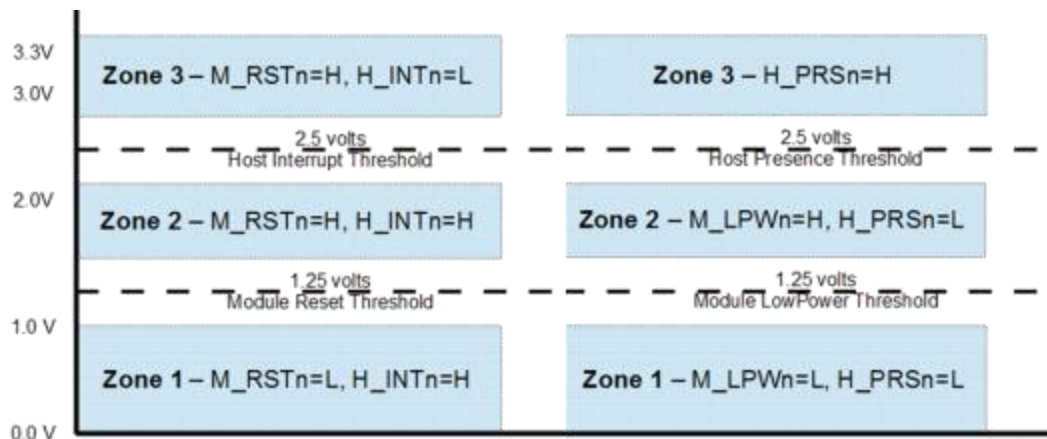 3.3V
3.0V
2.0V
1.0 V
0.0 V
Zone 3 – M_RSTn=H, H_INTn=L
2.5 volts
Host Interrupt Threshold
Zone 2 – M_RSTn=H, H_INTn=H
1.25 volts
Module Reset Threshold
Zone 1 – M_RSTn=L, H_INTn=H
Zone 3 – H_PRSn=H
2.5 volts
Host Presence Threshold
Zone 2 – M_LPWn=H, H_PRSn=L
1.25 volts
Module LowPower Threshold
Zone 1 – M_LPWn=L, H_PRSn=L